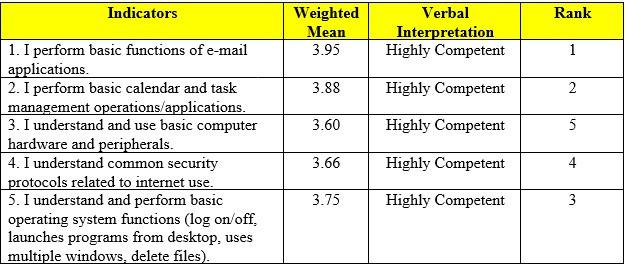 Indicators Weighted Mean Verbal Interpretation Rank
1. I perform basic functions of e-mail applications. 3.95 Highly Competent 1
2. I perform basic calendar and task management operations/applications. 3.88 Highly Competent 2
3. I understand and use basic computer hardware and peripherals. 3.60 Highly Competent 5
4. I understand common security protocols related to internet use. 3.66 Highly Competent 4
5. I understand and perform basic operating system functions (log on/off, launches programs from desktop, uses multiple windows, delete files). 3.75 Highly Competent 3